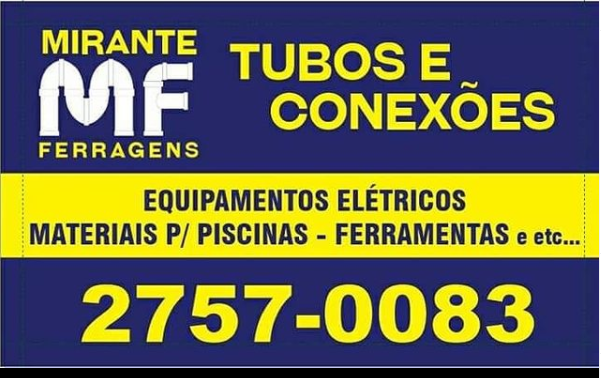 MIRANTE
MF
FERRAGENS
TUBOS E
CONEXÕES
EQUIPAMENTOS ELÉTRICOS
MATERIAIS P/ PISCINAS - FERRAMENTAS e etc...
2757-0083